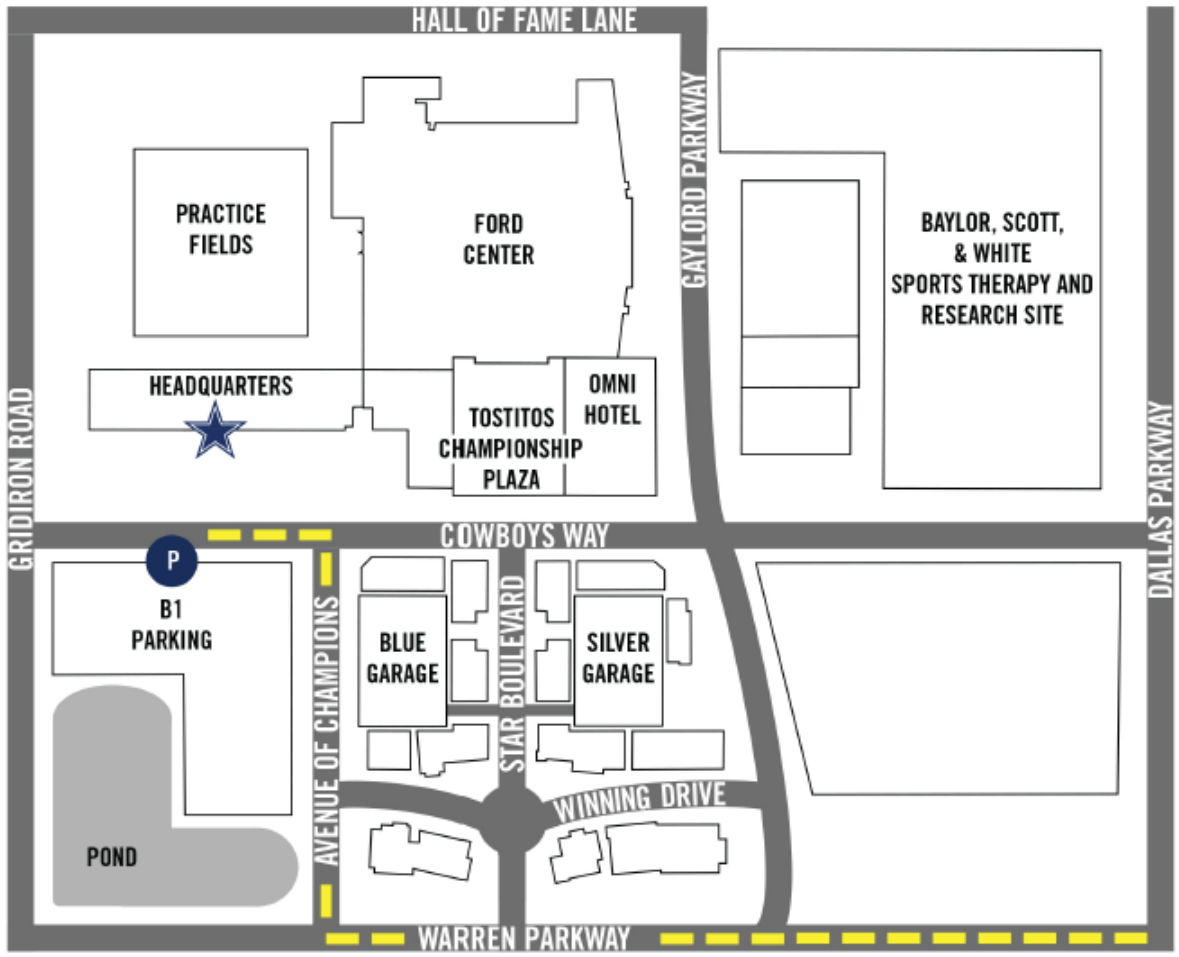 HALL OF FAME LANE
GAYLORD PARKWAY
PRACTICE
FIELDS
FORD
CENTER
BAYLOR, SCOTT,
& WHITE
SPORTS THERAPY AND
RESEARCH SITE
HEADQUARTERS
OMNI
HOTEL
TOSTITOS
CHAMPIONSHIP
PLAZA
GRIDIRON ROAD
DALLAS PARKWAY
COWBOYS WAY
P
B1
PARKING
AVENUE OF CHAMPIONS
BLUE
GARAGE
STAR BOULEVARD
SILVER
GARAGE
WINNING DRIVE
POND
WARREN PARKWAY